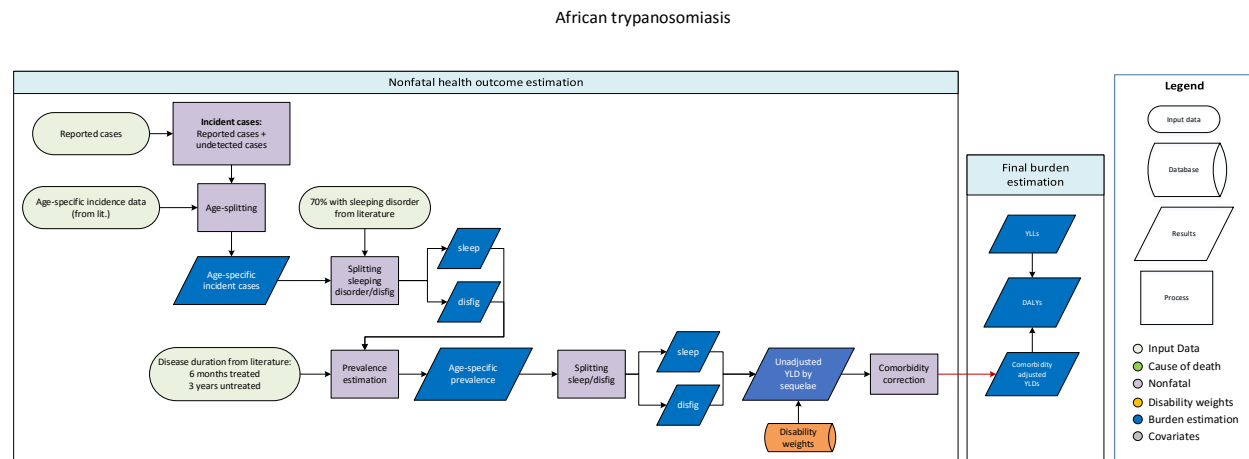 African trypanosomiasis
Nonfatal health outcome estimation
Reported cases
Incident cases:
Reported cases +
undetected cases
Age-specific incidence data
(from lit.)
Age-splitting
70% with sleeping disorder
from literature
Age-specific
incident cases
Splitting
sleeping
disorder/disfig
sleep
disfig
Disease duration from literature:
6 months treated
3 years untreated
Prevalence
estimation
Age-specific
prevalence
Splitting
sleep/disfig
sleep
disfig
Unadjusted
YLD by
sequelae
Disability
weights
Comorbidity
correction
Final burden
estimation
YLLs
DALYs
Comorbidity
adjusted
YLDs
Legend
Input data
Database
Results
Process
Input Data
Cause of death
Nonfatal
Disability weights
Burden estimation
Covariates